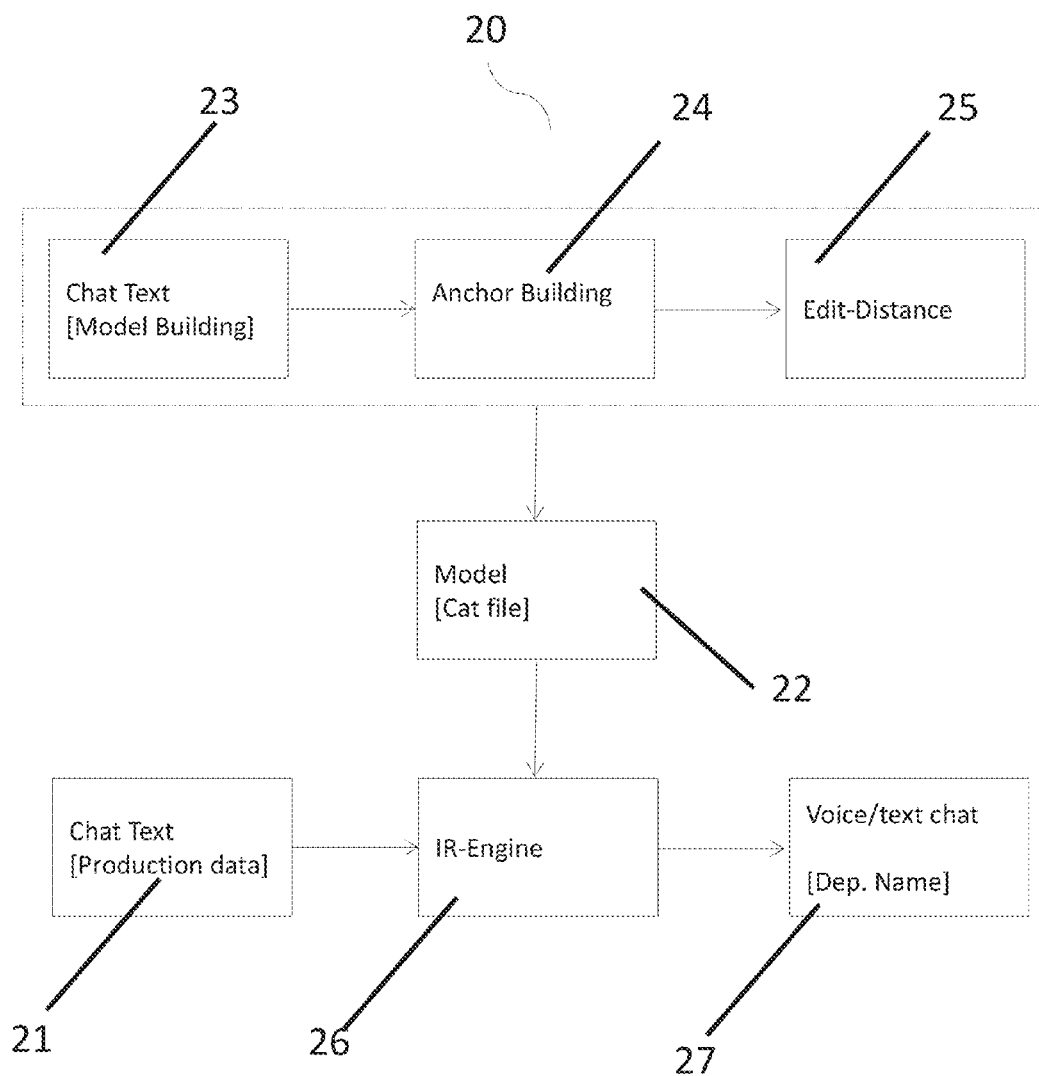 20
23
24
25
Chat Text
[Model Building]
Anchor Building
Edit-Distance
Model
[Cat file]
22
Chat Text
[Production data]
IR-Engine
Voice/text chat
[Dep. Name]
21
26
27